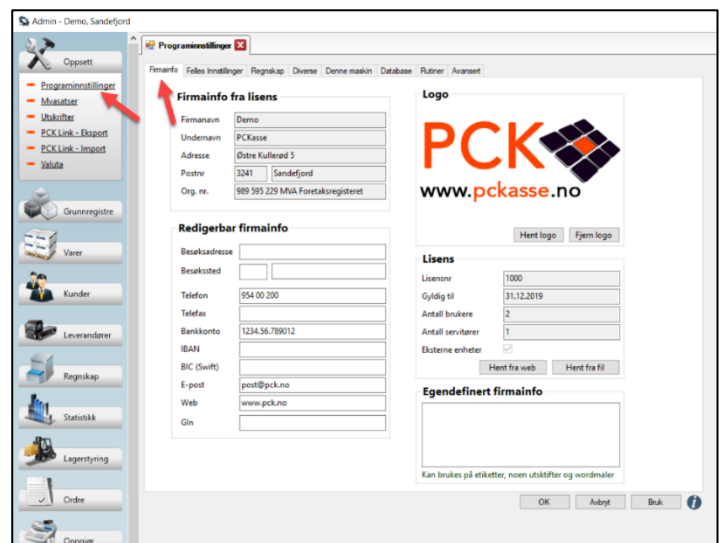 Admin - Demo, Sandefjord
Oppsett
Programinnstillinger
Mvasatser
Utskrifter
PCK Link - Eksport
PCK Link - Import
Valuta
Grunnregistre
Varer
Kunder
Leverandører
Regnskap
Statistikk
Lagerstyring
Ordre
Oppgjør
Programinnstillinger
Firmainfo Felles Innstillinger Regnskap Diverse Denne maskin Database Rutiner Avansert
Firmainfo fra lisens
Firmanavn Demo
Undernavn PCKasse
Adresse Østre Kullerød 5
Postnr 3241 Sandefjord
Org. nr. 989 595 229 MVA Foretaksregisteret
Redigerbar firmainfo
Besøksadresse
Besøkssted
Telefon 954 00 200
Telefax
Bankkonto 1234.56.789012
IBAN
BIC (Swift)
E-post post@pck.no
Web www.pck.no
Gln
Logo
PCK
www.pckasse.no
Hent logo Fjern logo
Lisens
Lisensnr 1000
Gyldig til 31.12.2019
Antall brukere 2
Antall servitører 1
Eksterne enheter
Hent fra web Hent fra fil
Egendefinert firmainfo
Kan brukes på etiketter, noen utsktifter og wordmaler
OK Avbryt Bruk